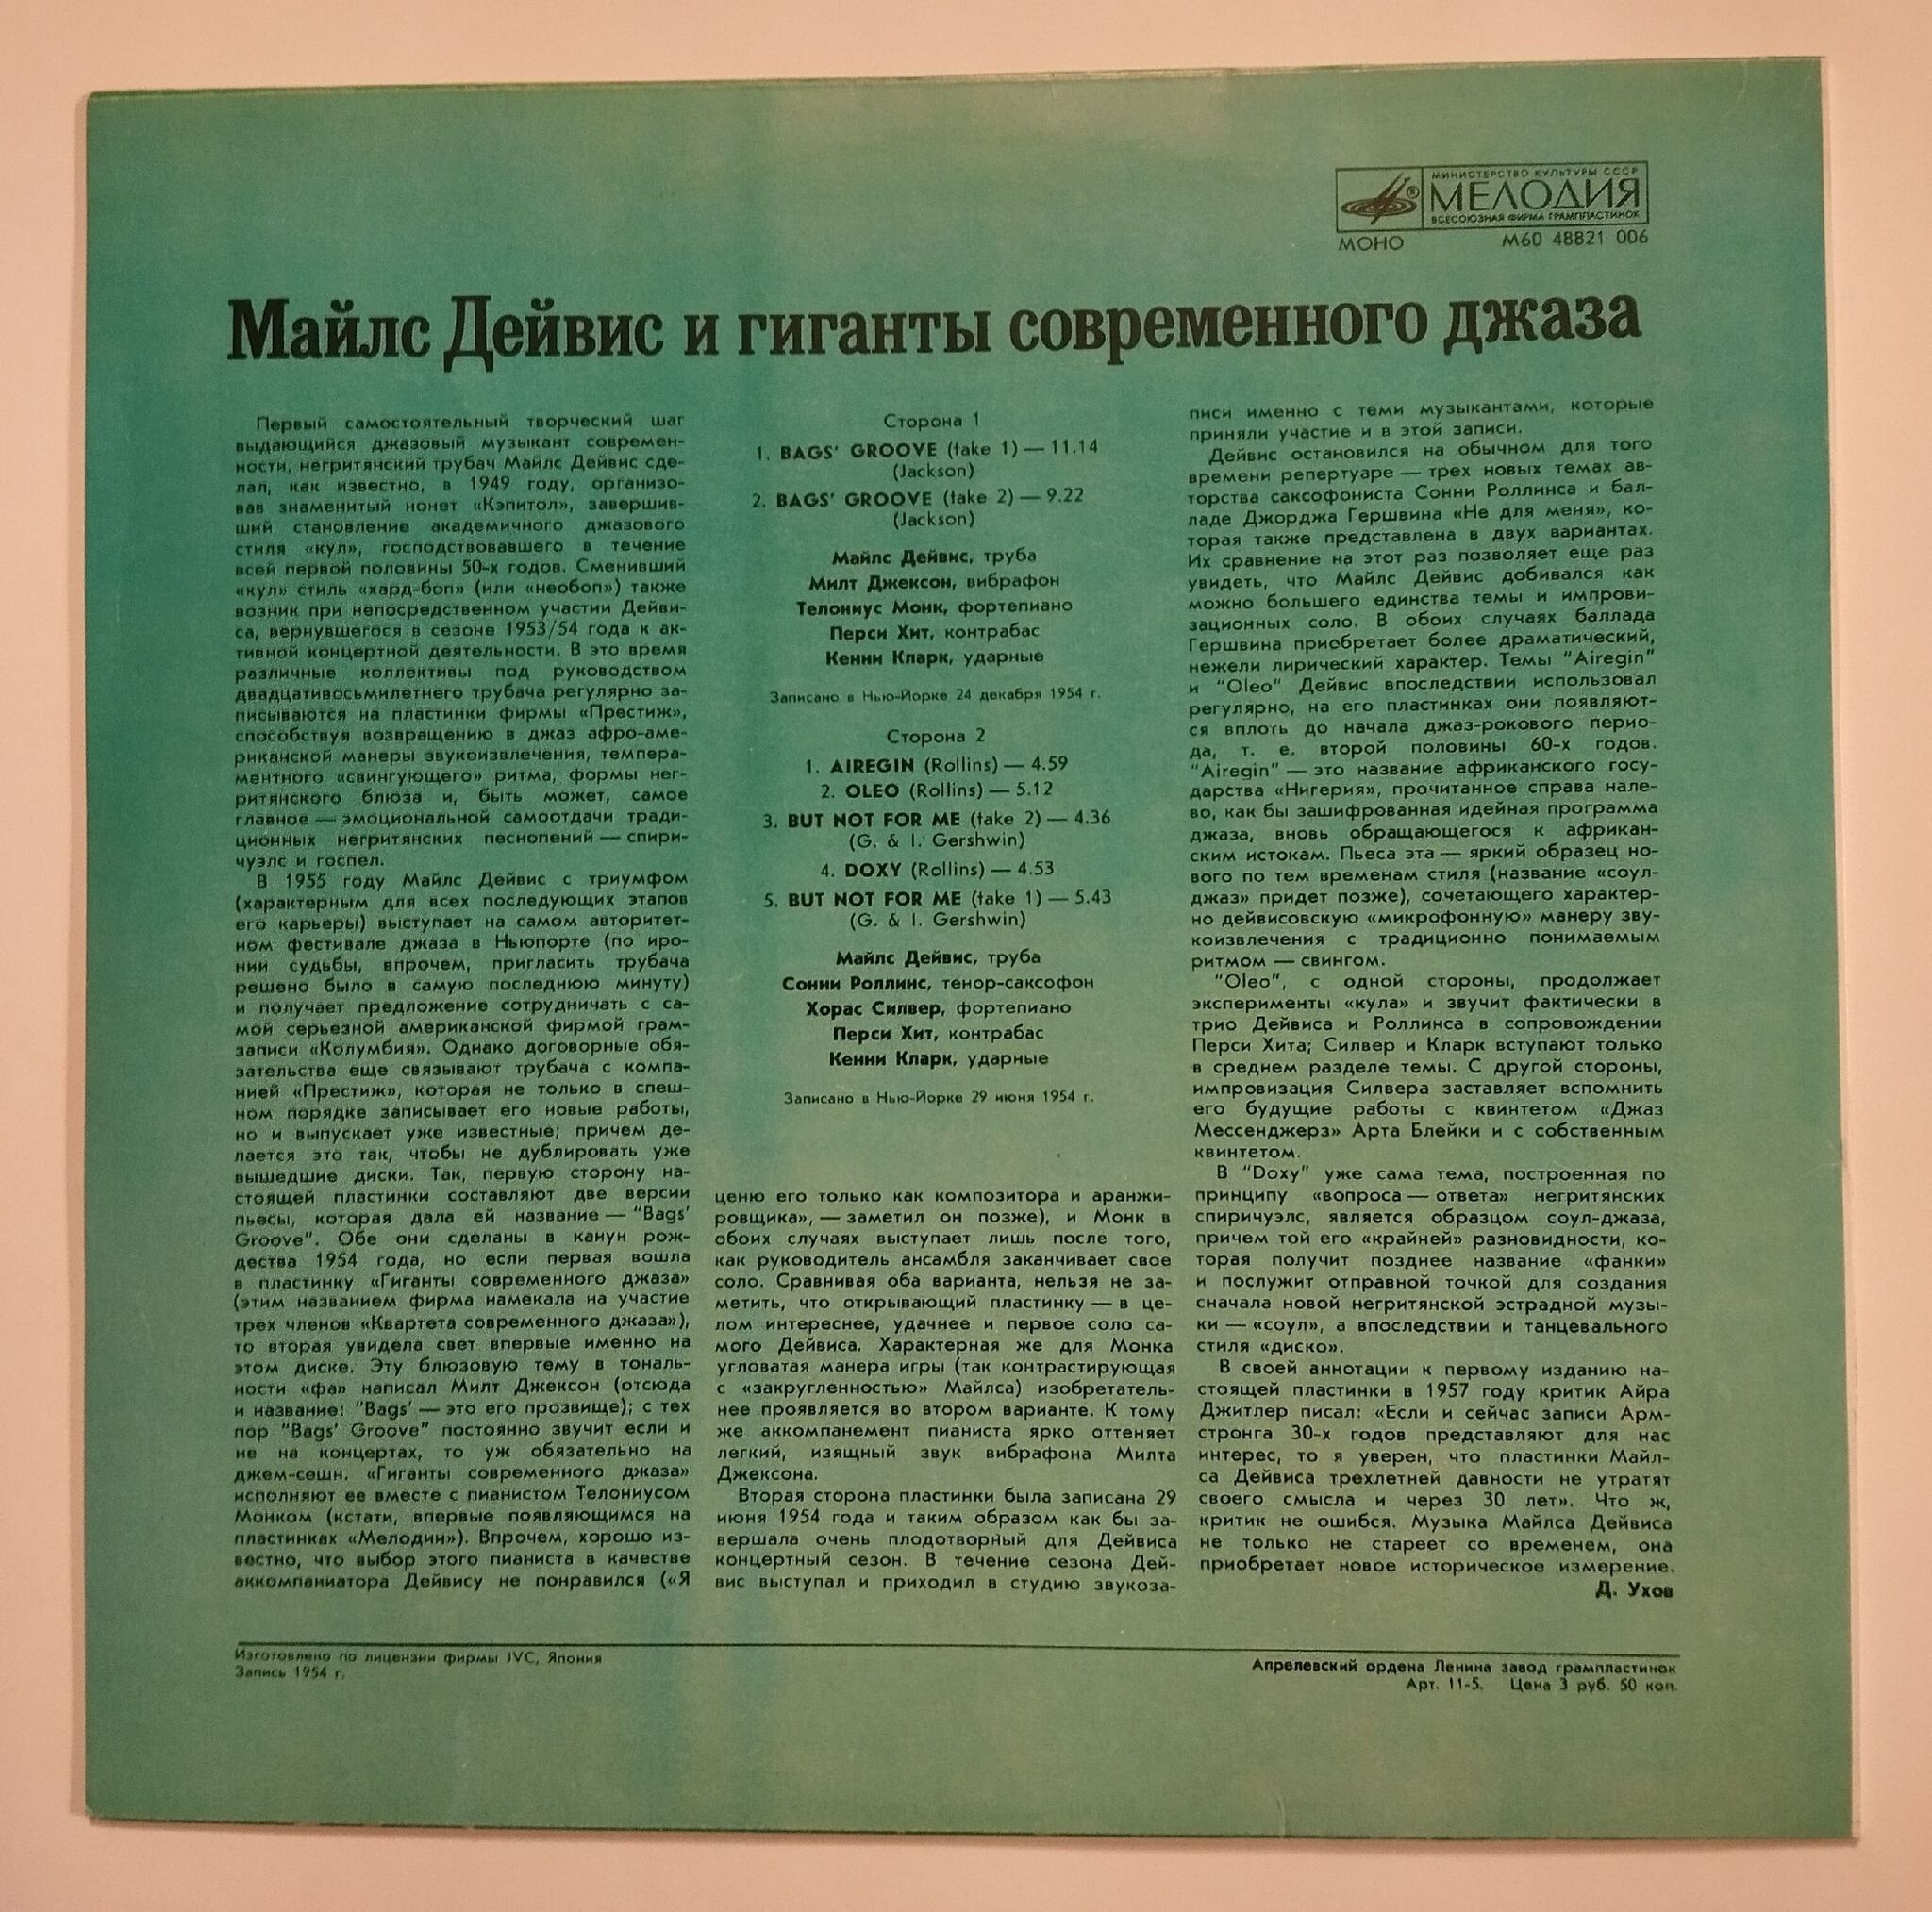 МИНИСТЕРСТВО КУЛЬТУРЫ СССР
МЕЛОДИЯ
ВСЕСОЮЗНАЯ ФИРМА ГРАМПЛАСТИНОК
МОНО М60 48821 006
Майлс Дейвис и гиганты современного джаза
Первый самостоятельный творческий шаг
выдающийся джазовый музыкант современ-
ности, негритянский трубач Майлс Дейвис сде-
лал, как известно, в 1949 году, организо-
вав знаменитый нонет «Кэпитол», завершив-
ший становление академичного джазового
стиля «кул», господствовавшего в течение
всей первой половины 50-х годов. Сменивший
«кул» стиль «хард-боп» (или «необоп») также
возник при непосредственном участии Дейви-
са, вернувшегося в сезоне 1953/54 года к ак-
тивной концертной деятельности. В это время
различные коллективы под руководством
двадцативосьмилетнего трубача регулярно за-
писываются на пластинки фирмы «Престиж»,
способствуя возвращению в джаз афро-аме-
риканской манеры звукоизвлечения, темпера-
ментного «свингующего» ритма, формы нег-
ритянского блюза и, быть может, самое
главное — эмоциональной самоотдачи тради-
ционных негритянских песнопений — спири-
чуэлс и госпел.
В 1955 году Майлс Дейвис с триумфом
(характерным для всех последующих этапов
его карьеры) выступает на самом авторитет-
ном фестивале джаза в Ньюпорте (по иро-
нии судьбы, впрочем, пригласить трубача
решено было в самую последнюю минуту)
и получает предложение сотрудничать с са-
мой серьезной американской фирмой грам-
записи «Колумбия». Однако договорные обя-
зательства еще связывают трубача с компа-
нией «Престиж», которая не только в спеш-
ном порядке записывает его новые работы,
но и выпускает уже известные; причем де-
лается это так, чтобы не дублировать уже
вышедшие диски. Так, первую сторону на-
стоящей пластинки составляют две версии
пьесы, которая дала ей название — "Bags'
Groove". Обе они сделаны в канун рож-
дества 1954 года, но если первая вошла
в пластинку «Гиганты современного джаза»
(этим названием фирма намекала на участие
трех членов «Квартета современного джаза»),
то вторая увидела свет впервые именно на
этом диске. Эту блюзовую тему в тональ-
ности «фа» написал Милт Джексон (отсюда
и название: "Bags' — это его прозвище); с тех
пор "Bags' Groove" постоянно звучит если и
не на концертах, то уж обязательно на
джем-сешн. «Гиганты современного джаза»
исполняют ее вместе с пианистом Телониусом
Монком (кстати, впервые появляющимся на
пластинках «Мелодии»). Впрочем, хорошо из-
вестно, что выбор этого пианиста в качестве
аккомпаниатора Дейвису не понравился («Я
Сторона 1
1. BAGS' GROOVE (take 1) — 11.14
(Jackson)
2. BAGS' GROOVE (take 2) — 9.22
(Jackson)
Майлс Дейвис, труба
Милт Джексон, вибрафон
Телониус Монк, фортепиано
Перси Хит, контрабас
Кенни Кларк, ударные
Записано в Нью-Йорке 24 декабря 1954 г.
Сторона 2
1. AIREGIN (Rollins) — 4.59
2. OLEO (Rollins) — 5.12
3. BUT NOT FOR ME (take 2) — 4.36
(G. & I. Gershwin)
4. DOXY (Rollins) — 4.53
5. BUT NOT FOR ME (take 1) — 5.43
(G. & I. Gershwin)
Майлс Дейвис, труба
Сонни Роллинс, тенор-саксофон
Хорас Силвер, фортепиано
Перси Хит, контрабас
Кенни Кларк, ударные
Записано в Нью-Йорке 29 июня 1954 г.
ценю его только как композитора и аранжи-
ровщика», — заметил он позже), и Монк в
обоих случаях выступает лишь после того,
как руководитель ансамбля заканчивает свое
соло. Сравнивая оба варианта, нельзя не за-
метить, что открывающий пластинку — в це-
лом интереснее, удачнее и первое соло са-
мого Дейвиса. Характерная же для Монка
угловатая манера игры (так контрастирующая
с «закругленностью» Майлса) изобретатель-
нее проявляется во втором варианте. К тому
же аккомпанемент пианиста ярко оттеняет
легкий, изящный звук вибрафона Милта
Джексона.
Вторая сторона пластинки была записана 29
июня 1954 года и таким образом как бы за-
вершала очень плодотворный для Дейвиса
концертный сезон. В течение сезона Дей-
вис выступал и приходил в студию звукоза-
писи именно с теми музыкантами, которые
приняли участие и в этой записи.
Дейвис остановился на обычном для того
времени репертуаре — трех новых темах ав-
торства саксофониста Сонни Роллинса и бал-
ладе Джорджа Гершвина «Не для меня», ко-
торая также представлена в двух вариантах.
Их сравнение на этот раз позволяет еще раз
увидеть, что Майлс Дейвис добивался как
можно большего единства темы и импрови-
зационных соло. В обоих случаях баллада
Гершвина приобретает более драматический,
нежели лирический характер. Темы "Airegin"
и "Oleo" Дейвис впоследствии использовал
регулярно, на его пластинках они появляют-
ся вплоть до начала джаз-рокового перио-
да, т. е. второй половины 60-х годов.
"Airegin" — это название африканского госу-
дарства «Нигерия», прочитанное справа нале-
во, как бы зашифрованная идейная программа
джаза, вновь обращающегося к африкан-
ским истокам. Пьеса эта — яркий образец но-
вого по тем временам стиля (название «соул-
джаз» придет позже), сочетающего характер-
но дейвисовскую «микрофонную» манеру зву-
коизвлечения с традиционно понимаемым
ритмом — свингом.
"Oleo", с одной стороны, продолжает
эксперименты «кула» и звучит фактически в
трио Дейвиса и Роллинса в сопровождении
Перси Хита; Силвер и Кларк вступают только
в среднем разделе темы. С другой стороны,
импровизация Силвера заставляет вспомнить
его будущие работы с квинтетом «Джаз
Мессенджерз» Арта Блейки и с собственным
квинтетом.
В "Doxy" уже сама тема, построенная по
принципу «вопроса — ответа» негритянских
спиричуэлс, является образцом соул-джаза,
причем той его «крайней» разновидности, ко-
торая получит позднее название «фанки»
и послужит отправной точкой для создания
сначала новой негритянской эстрадной музы-
ки — «соул», а впоследствии и танцевального
стиля «диско».
В своей аннотации к первому изданию на-
стоящей пластинки в 1957 году критик Айра
Джитлер писал: «Если и сейчас записи Арм-
стронга 30-х годов представляют для нас
интерес, то я уверен, что пластинки Майл-
са Дейвиса трехлетней давности не утратят
своего смысла и через 30 лет». Что ж,
критик не ошибся. Музыка Майлса Дейвиса
не только не стареет со временем, она
приобретает новое историческое измерение.
Д. Ухов
Изготовлено по лицензии фирмы JVC, Япония
Запись 1954 г.
Апрелевский ордена Ленина завод грампластинок
Арт. 11-5. Цена 3 руб. 50 коп.